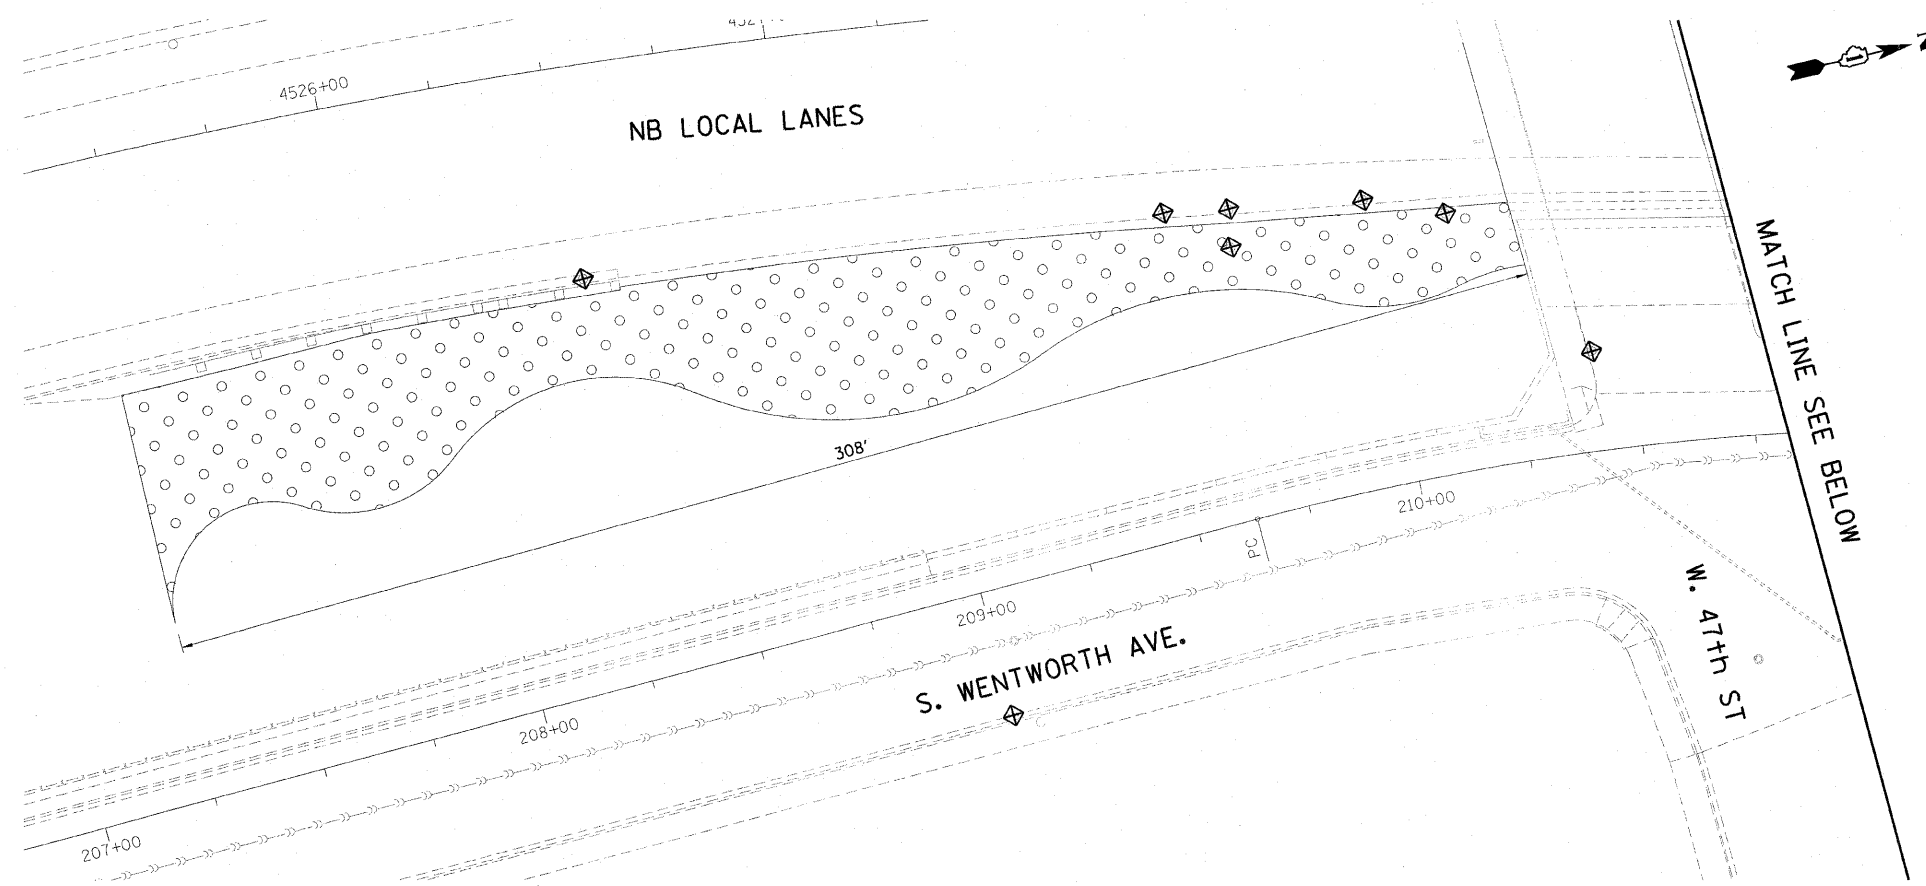 4526+00
NB LOCAL LANES
MATCH LINE SEE BELOW
308'
210+00
PC
209+00
S. WENTWORTH AVE.
W. 47th ST
208+00
207+00